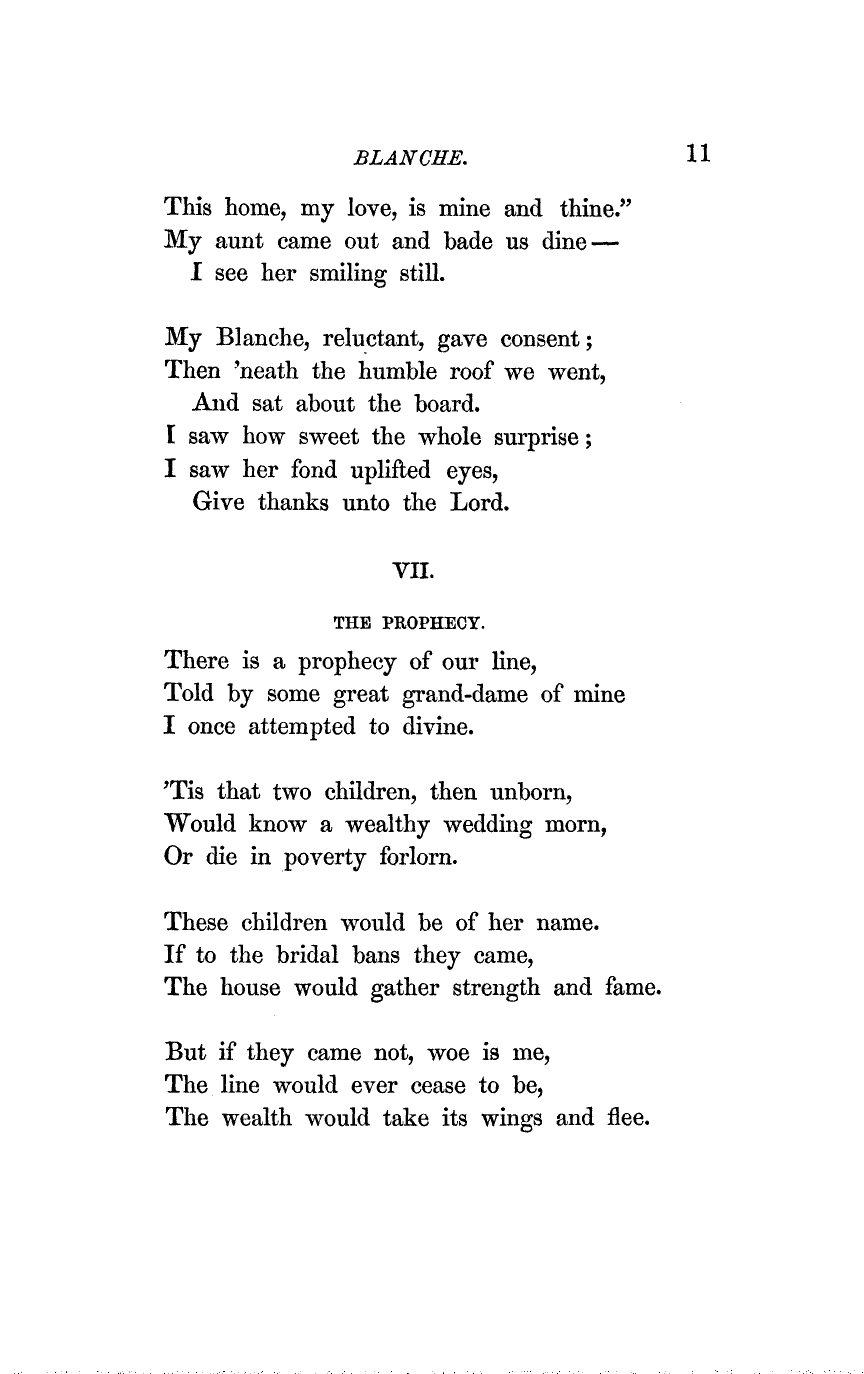 BLANCHE. 11
This home, my love, is mine and thine.”
My aunt came out and bade us dine —
I see her smiling still.
My Blanche, reluctant, gave consent ;
Then ’neath the humble roof we went,
And sat about the board.
I saw how sweet the whole surprise ;
I saw her fond uplifted eyes,
Give thanks unto the Lord.
VII.
THE PROPHECY.
There is a prophecy of our line,
Told by some great grand-dame of mine
I once attempted to divine.
’Tis that two children, then unborn,
Would know a wealthy wedding morn,
Or die in poverty forlorn.
These children would be of her name.
If to the bridal bans they came,
The house would gather strength and fame.
But if they came not, woe is me,
The line would ever cease to be,
The wealth would take its wings and flee.